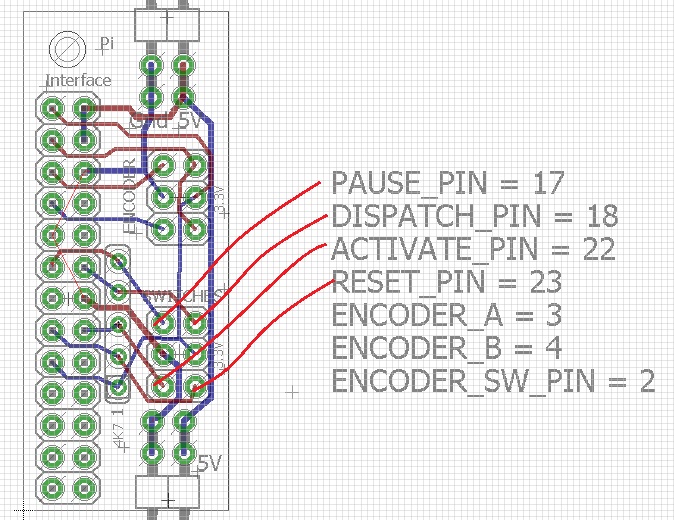 Pi
Interface
Gnd 5V
ENCODER
3.3V
PAUSE_PIN = 17
DISPATCH_PIN = 18
ACTIVATE_PIN = 22
RESET_PIN = 23
ENCODER_A = 3
ENCODER_B = 4
ENCODER_SW_PIN = 2
SWITCHES
3.3V
4K7 1
5V